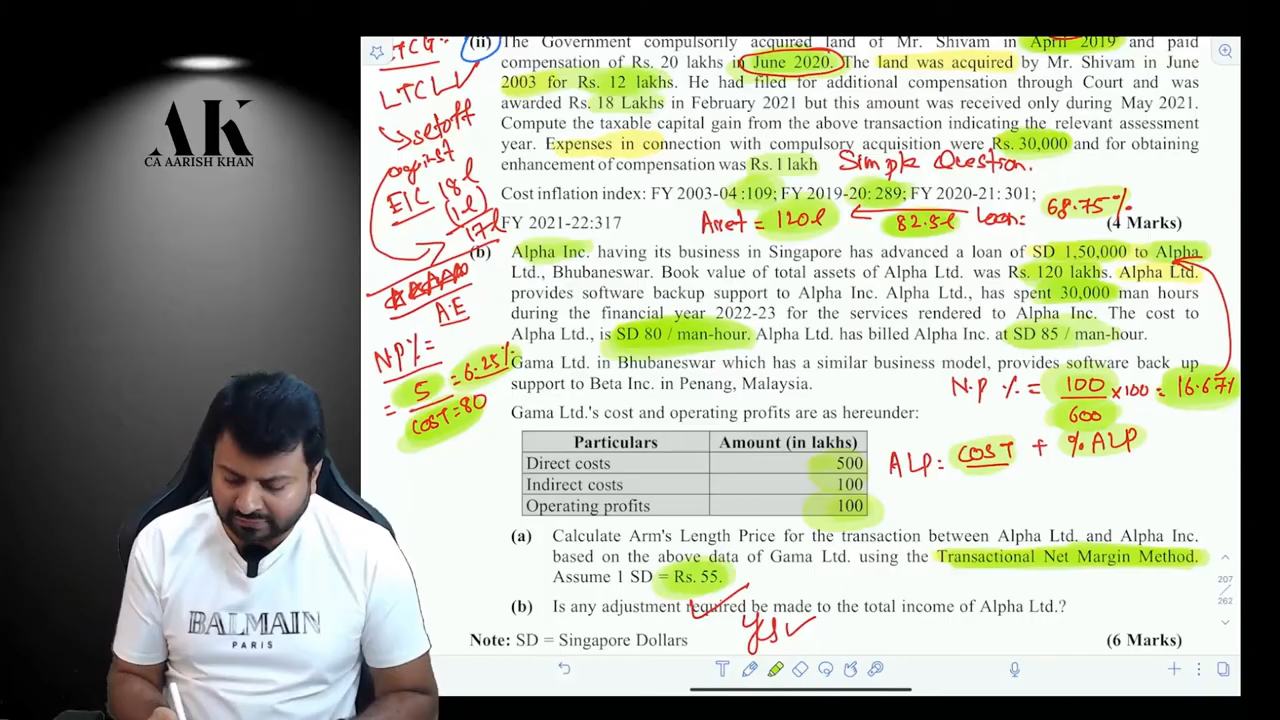 AK
CA AARISH KHAN
BALMAIN
PARIS
LTCG
LTCL
setoff
against
EIC 18l
(1l)
17l
A.E
NP%=
= 5 = 6.25%
COST=80
(ii) The Government compulsorily acquired land of Mr. Shivam in April 2019 and paid
compensation of Rs. 20 lakhs in June 2020. The land was acquired by Mr. Shivam in June
2003 for Rs. 12 lakhs. He had filed for additional compensation through Court and was
awarded Rs. 18 Lakhs in February 2021 but this amount was received only during May 2021.
Compute the taxable capital gain from the above transaction indicating the relevant assessment
year. Expenses in connection with compulsory acquisition were Rs. 30,000 and for obtaining
enhancement of compensation was Rs. 1 lakh
Simple Question.
Cost inflation index: FY 2003-04 :109; FY 2019-20: 289; FY 2020-21: 301;
FY 2021-22:317
Asset = 120l
82.5l Loan:
68.75%
(4 Marks)
(b) Alpha Inc. having its business in Singapore has advanced a loan of SD 1,50,000 to Alpha
Ltd., Bhubaneswar. Book value of total assets of Alpha Ltd. was Rs. 120 lakhs. Alpha Ltd.
provides software backup support to Alpha Inc. Alpha Ltd., has spent 30,000 man hours
during the financial year 2022-23 for the services rendered to Alpha Inc. The cost to
Alpha Ltd., is SD 80 / man-hour. Alpha Ltd. has billed Alpha Inc. at SD 85 / man-hour.
Gama Ltd. in Bhubaneswar which has a similar business model, provides software back up
support to Beta Inc. in Penang, Malaysia.
N.P % = 100 ×100 = 16.67%
600
Gama Ltd.'s cost and operating profits are as hereunder:
Particulars Amount (in lakhs)
Direct costs 500
Indirect costs 100
Operating profits 100
ALP = COST + % ALP
(a) Calculate Arm's Length Price for the transaction between Alpha Ltd. and Alpha Inc.
based on the above data of Gama Ltd. using the Transactional Net Margin Method.
Assume 1 SD = Rs. 55.
(b) Is any adjustment required be made to the total income of Alpha Ltd.?
Yes
Note: SD = Singapore Dollars (6 Marks)
207
262